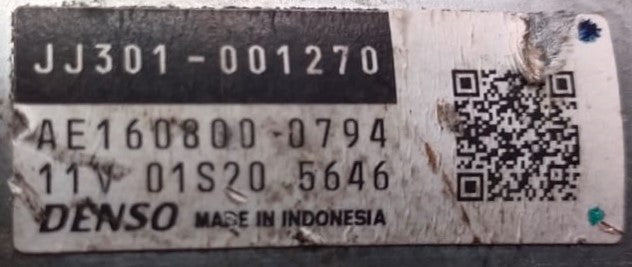 JJ301-001270
AE160800-0794
11V 01S20 5646
DENSO MADE IN INDONESIA